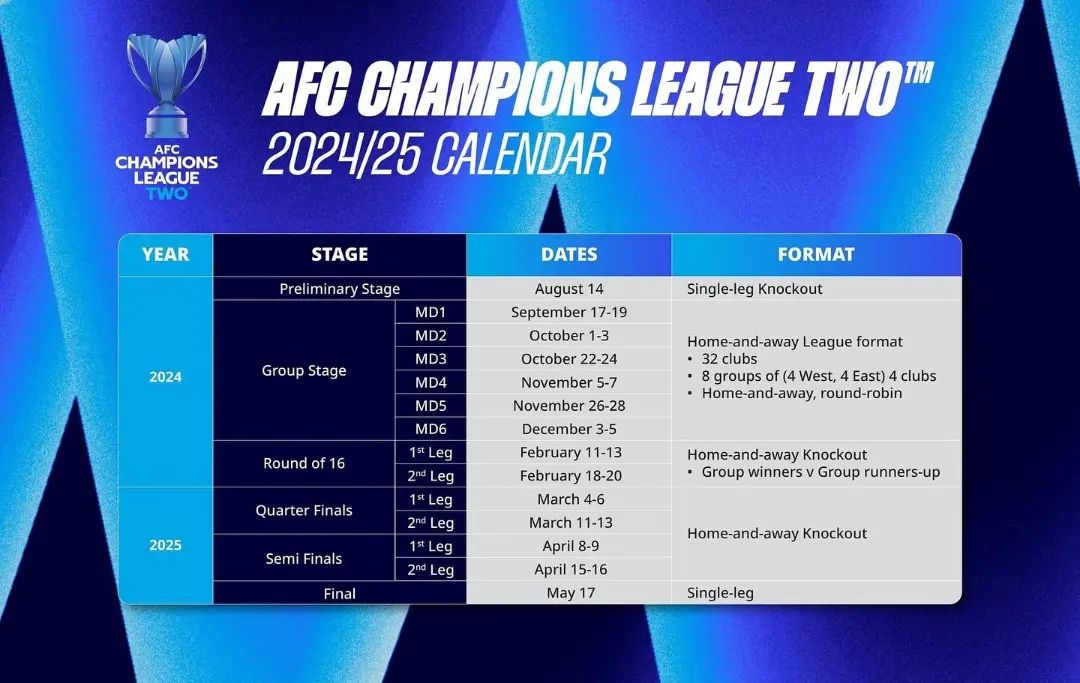 AFC CHAMPIONS LEAGUE TWO™
2024/25 CALENDAR
AFC
CHAMPIONS
LEAGUE
TWO
YEAR STAGE DATES FORMAT
2024
Preliminary Stage August 14 Single-leg Knockout
Group Stage
MD1 September 17-19
MD2 October 1-3
MD3 October 22-24
MD4 November 5-7
MD5 November 26-28
MD6 December 3-5
Home-and-away League format
• 32 clubs
• 8 groups of (4 West, 4 East) 4 clubs
• Home-and-away, round-robin
Round of 16
1st Leg February 11-13
2nd Leg February 18-20
Home-and-away Knockout
• Group winners v Group runners-up
2025
Quarter Finals
1st Leg March 4-6
2nd Leg March 11-13
Semi Finals
1st Leg April 8-9
2nd Leg April 15-16
Home-and-away Knockout
Final May 17 Single-leg